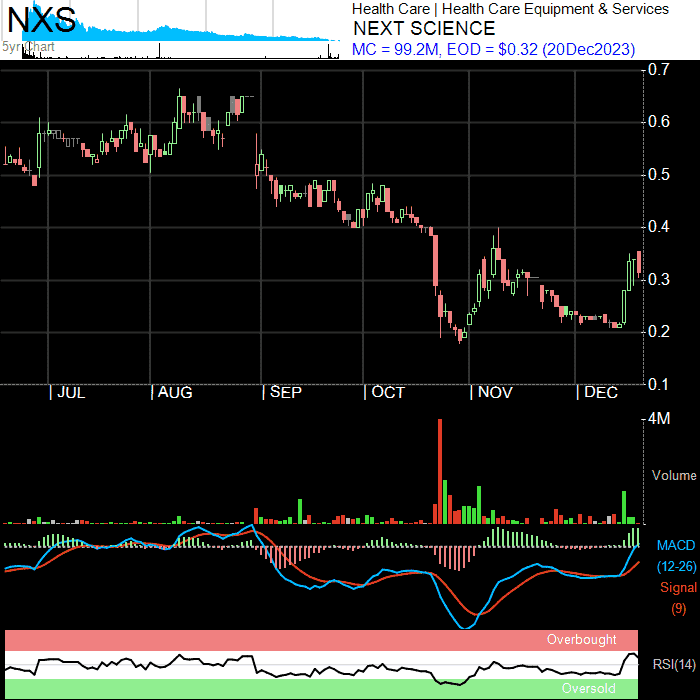 NXS
5yr Chart
Health Care | Health Care Equipment & Services
NEXT SCIENCE
MC = 99.2M, EOD = $0.32 (20Dec2023)
0.7
0.6
0.5
0.4
0.3
0.2
0.1
| JUL | AUG | SEP | OCT | NOV | DEC
4M
Volume
MACD
(12-26)
Signal
(9)
Overbought
RSI(14)
Oversold